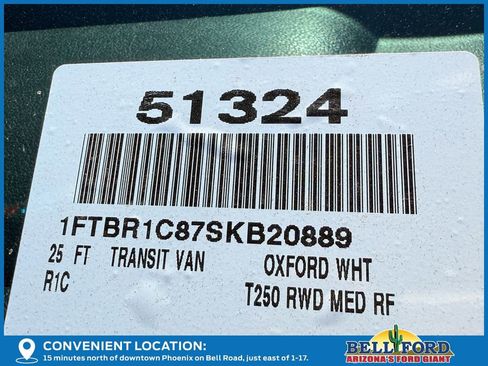 51324
1FTBR1C87SKB20889
25 FT TRANSIT VAN OXFORD WHT
R1C T250 RWD MED RF
CONVENIENT LOCATION:
15 minutes north of downtown Phoenix on Bell Road, just east of 1-17.
BELL FORD
ARIZONA'S FORD GIANT